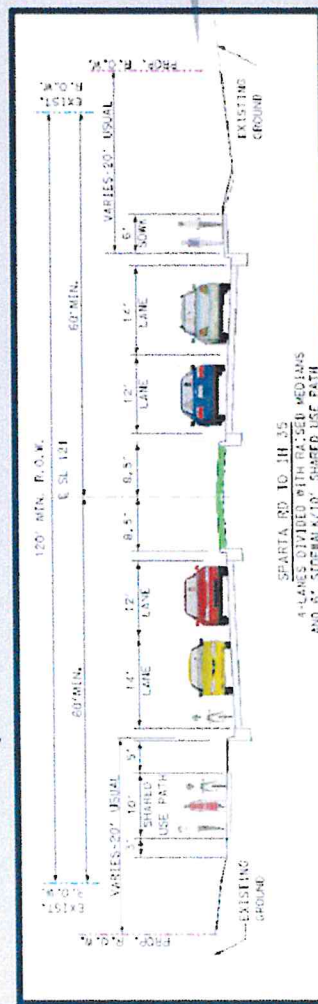 120' MIN. R.O.W.
E SL 121
EXIST.
R.O.W.
PROP.
R.O.W.
60'MIN.
60'MIN.
EXIST.
R.O.W.
PROP. R.O.W.
VARIES-20' USUAL
3'
10'
SHARED
USE PATH
5'
14'
LANE
12'
LANE
8.5'
8.5'
12'
LANE
14'
LANE
6'
SDWK
VARIES-20' USUAL
EXISTING
GROUND
EXISTING
GROUND
SPARTA RD TO IH 35
4-LANES DIVIDED WITH RAISED MEDIANS
AND 6' SIDEWALK/10' SHARED USE PATH